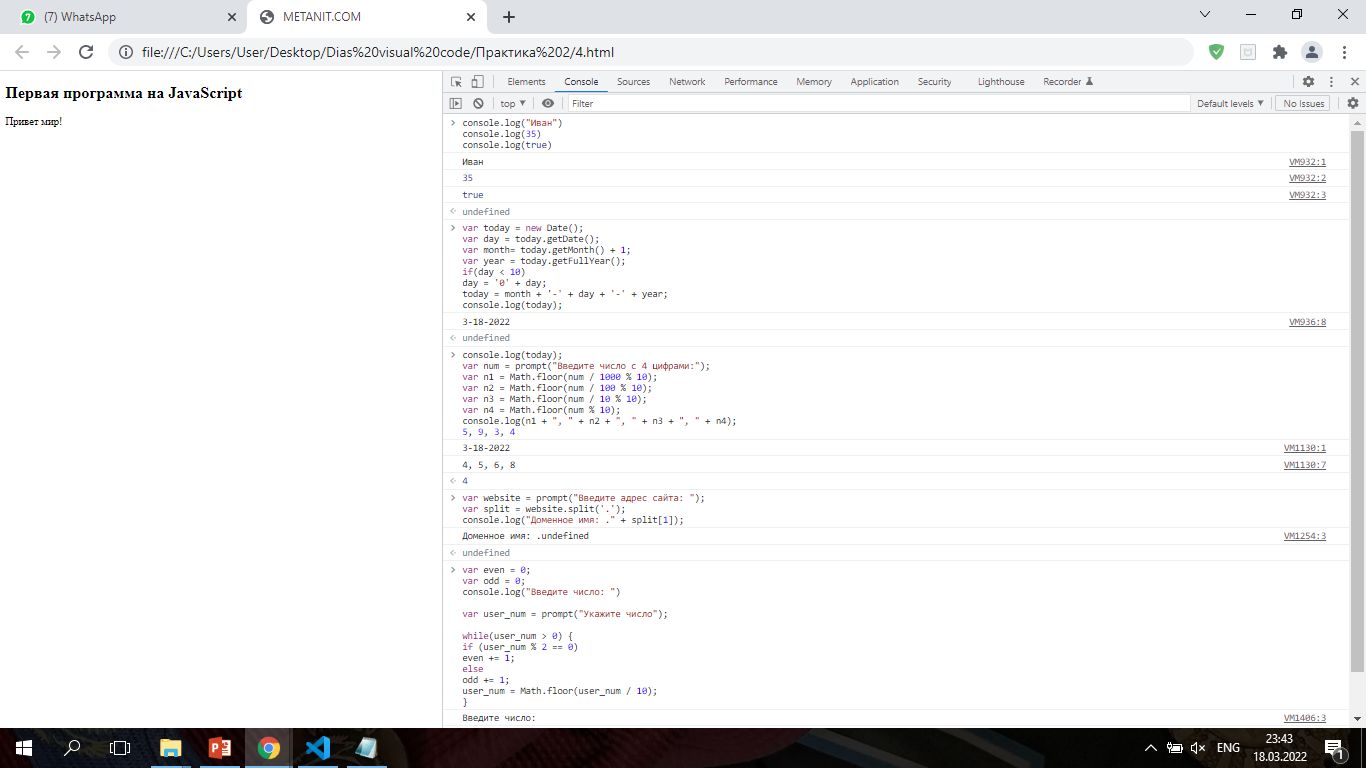 (7) WhatsApp
METANIT.COM
file:///C:/Users/User/Desktop/Dias%20visual%20code/Практика%202/4.html
Первая программа на JavaScript
Привет мир!
Elements Console Sources Network Performance Memory Application Security Lighthouse Recorder
top Filter Default levels No Issues
console.log("Иван")
console.log(35)
console.log(true)
Иван VM932:1
35 VM932:2
true VM932:3
undefined
var today = new Date();
var day = today.getDate();
var month= today.getMonth() + 1;
var year = today.getFullYear();
if(day < 10)
day = '0' + day;
today = month + '-' + day + '-' + year;
console.log(today);
3-18-2022 VM936:8
undefined
console.log(today);
var num = prompt("Введите число с 4 цифрами:");
var n1 = Math.floor(num / 1000 % 10);
var n2 = Math.floor(num / 100 % 10);
var n3 = Math.floor(num / 10 % 10);
var n4 = Math.floor(num % 10);
console.log(n1 + ", " + n2 + ", " + n3 + ", " + n4);
5, 9, 3, 4
3-18-2022 VM1130:1
4, 5, 6, 8 VM1130:7
4
var website = prompt("Введите адрес сайта: ");
var split = website.split('.');
console.log("Доменное имя: ." + split[1]);
Доменное имя: .undefined VM1254:3
undefined
var even = 0;
var odd = 0;
console.log("Введите число: ")
var user_num = prompt("Укажите число");
while(user_num > 0) {
if (user_num % 2 == 0)
even += 1;
else
odd += 1;
user_num = Math.floor(user_num / 10);
}
Введите число: VM1406:3
ENG
23:43
18.03.2022
1